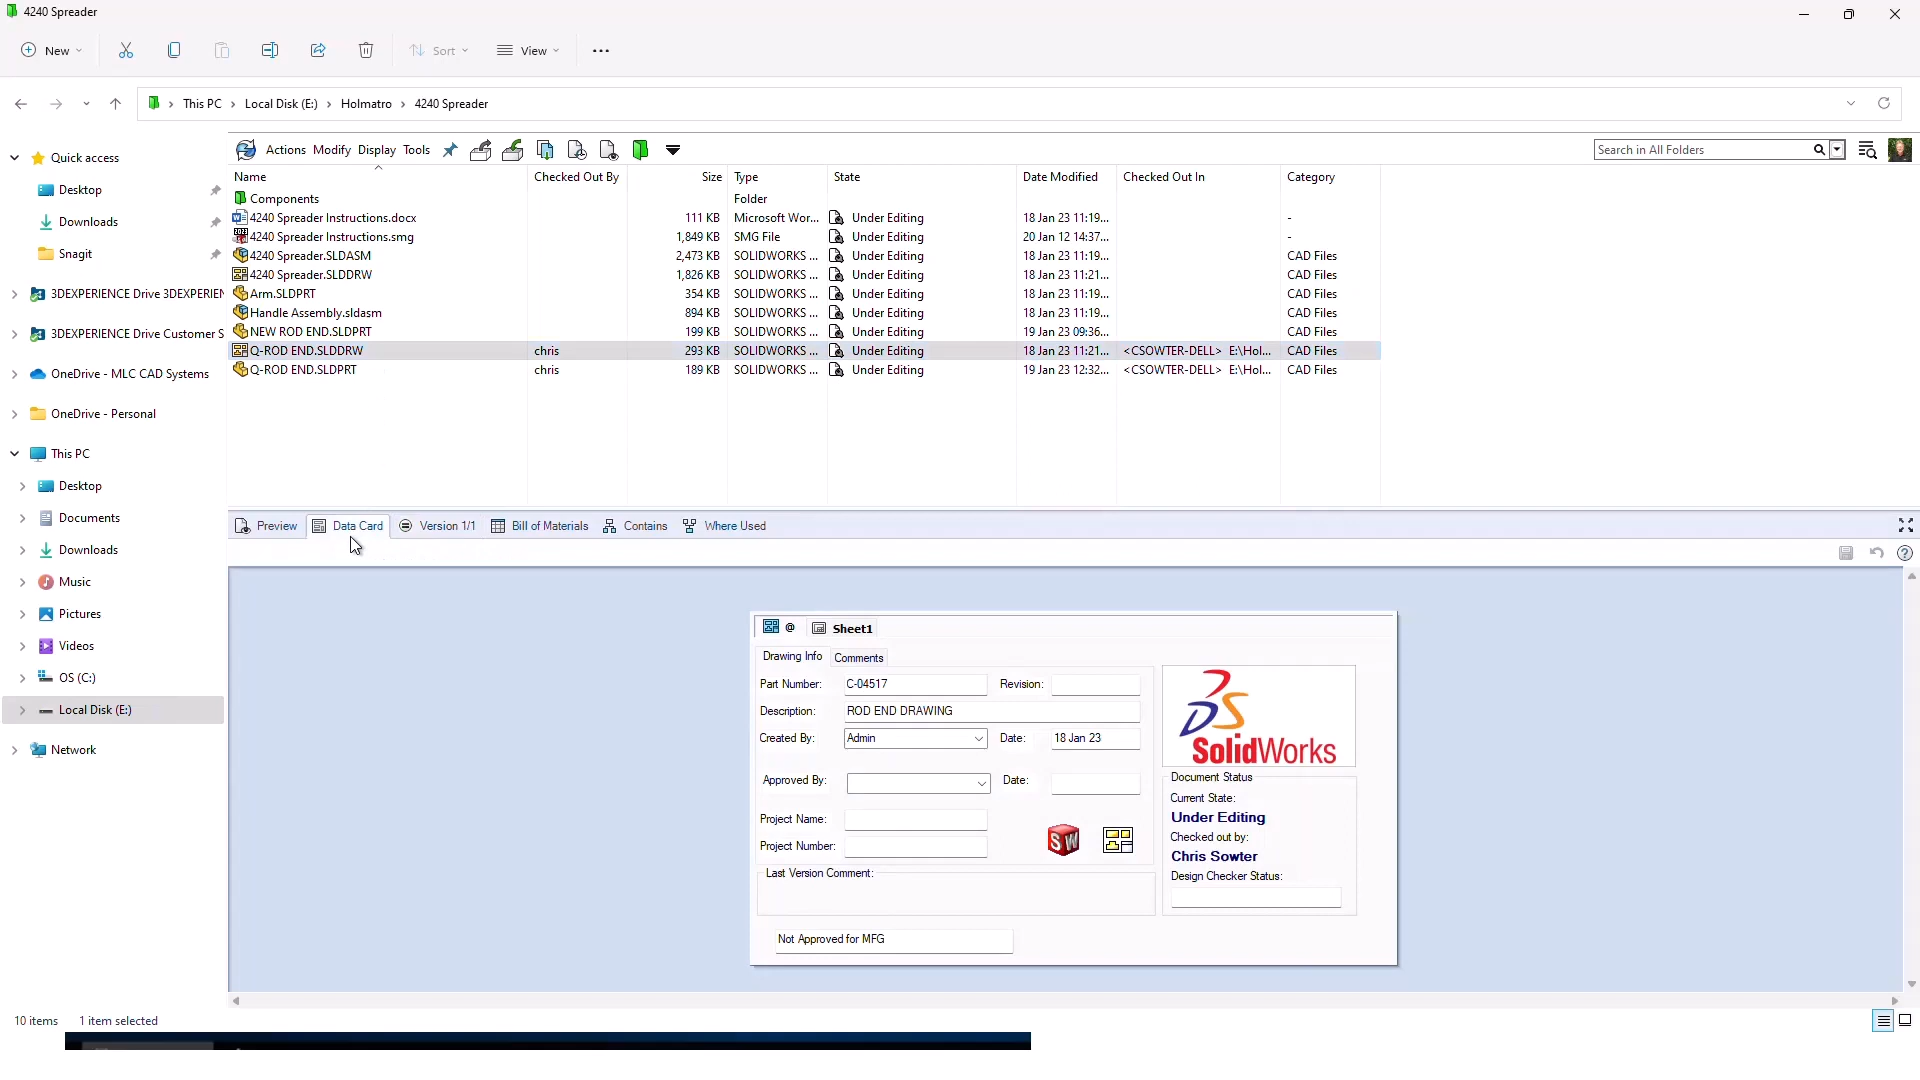 4240 Spreader
New Sort View
This PC Local Disk (E:) Holmatro 4240 Spreader
Quick access
Desktop
Downloads
Snagit
3DEXPERIENCE Drive 3DEXPERIEN
3DEXPERIENCE Drive Customer S
OneDrive - MLC CAD Systems
OneDrive - Personal
This PC
Desktop
Documents
Downloads
Music
Pictures
Videos
OS (C:)
Local Disk (E:)
Network
Actions Modify Display Tools Search in All Folders
Name Checked Out By Size Type State Date Modified Checked Out In Category
Components Folder
4240 Spreader Instructions.docx 111 KB Microsoft Wor... Under Editing 18 Jan 23 11:19... -
4240 Spreader Instructions.smg 1,849 KB SMG File Under Editing 20 Jan 12 14:37... -
4240 Spreader.SLDASM 2,473 KB SOLIDWORKS ... Under Editing 18 Jan 23 11:19... CAD Files
4240 Spreader.SLDDRW 1,826 KB SOLIDWORKS ... Under Editing 18 Jan 23 11:21... CAD Files
Arm.SLDPRT 354 KB SOLIDWORKS ... Under Editing 18 Jan 23 11:19... CAD Files
Handle Assembly.sldasm 894 KB SOLIDWORKS ... Under Editing 18 Jan 23 11:19... CAD Files
NEW ROD END.SLDPRT 199 KB SOLIDWORKS ... Under Editing 19 Jan 23 09:36... CAD Files
Q-ROD END.SLDDRW chris 293 KB SOLIDWORKS ... Under Editing 18 Jan 23 11:21... <CSOWTER-DELL> E:\Hol... CAD Files
Q-ROD END.SLDPRT chris 189 KB SOLIDWORKS ... Under Editing 19 Jan 23 12:32... <CSOWTER-DELL> E:\Hol... CAD Files
Preview Data Card Version 1/1 Bill of Materials Contains Where Used
@ Sheet1
Drawing Info Comments
Part Number: C-04517 Revision:
Description: ROD END DRAWING
Created By: Admin Date: 18 Jan 23
Approved By: Date:
Project Name:
Project Number:
SW
Last Version Comment:
Not Approved for MFG
SolidWorks
Document Status
Current State:
Under Editing
Checked out by:
Chris Sowter
Design Checker Status:
10 items 1 item selected